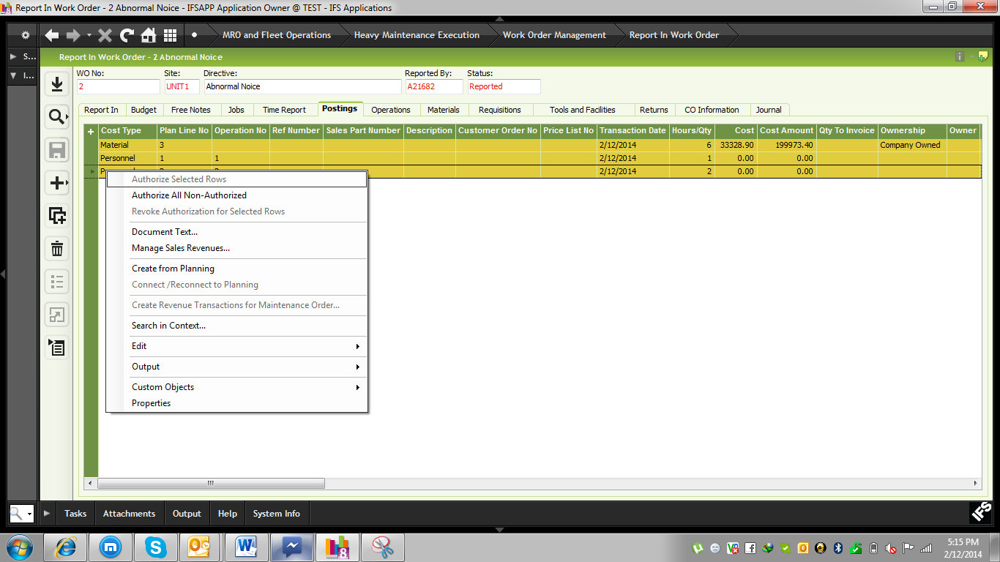 Report In Work Order - 2 Abnormal Noice - IFSAPP Application Owner @ TEST - IFS Applications
MRO and Fleet Operations Heavy Maintenance Execution Work Order Management Report In Work Order
S... Report In Work Order - 2 Abnormal Noice
I...
WO No: Site: Directive: Reported By: Status:
2 UNIT1 Abnormal Noice A21682 Reported
Report In Budget Free Notes Jobs Time Report Postings Operations Materials Requisitions Tools and Facilities Returns CO Information Journal
Cost Type Plan Line No Operation No Ref Number Sales Part Number Description Customer Order No Price List No Transaction Date Hours/Qty Cost Cost Amount Qty To Invoice Ownership Owner
Material 3 2/12/2014 6 33328.90 199973.40 Company Owned
Personnel 1 1 2/12/2014 1 0.00 0.00
2/12/2014 2 0.00 0.00
Authorize Selected Rows
Authorize All Non-Authorized
Revoke Authorization for Selected Rows
Document Text...
Manage Sales Revenues...
Create from Planning
Connect /Reconnect to Planning
Create Revenue Transactions for Maintenance Order...
Search in Context...
Edit
Output
Custom Objects
Properties
Tasks Attachments Output Help System Info IFS
5:15 PM
2/12/2014